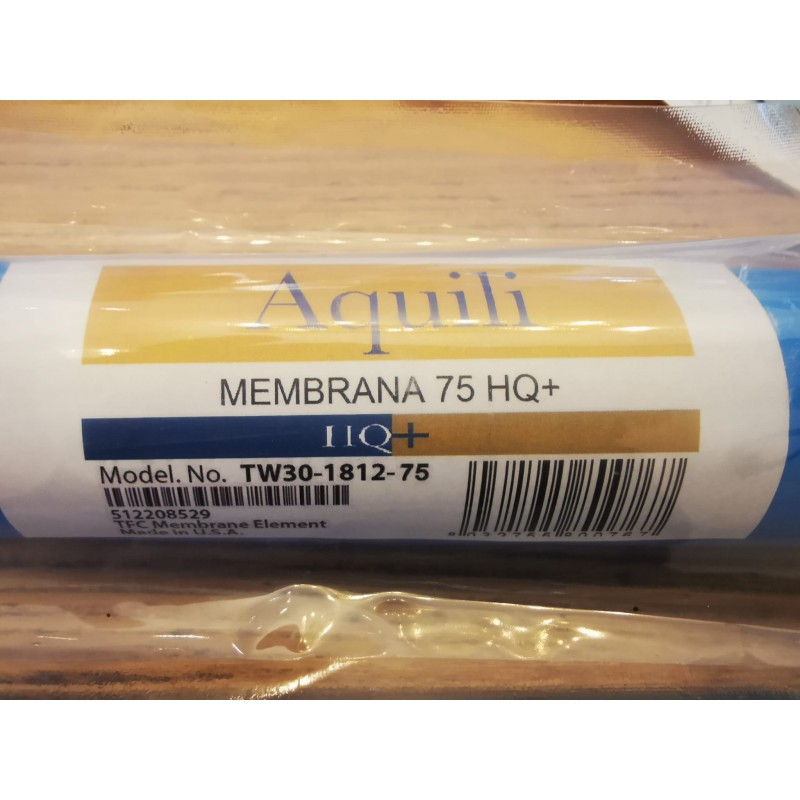 Aquili
MEMBRANA 75 HQ+
HQ+
Model. No. TW30-1812-75
512208529
TFC Membrane Element
Made in U.S.A.